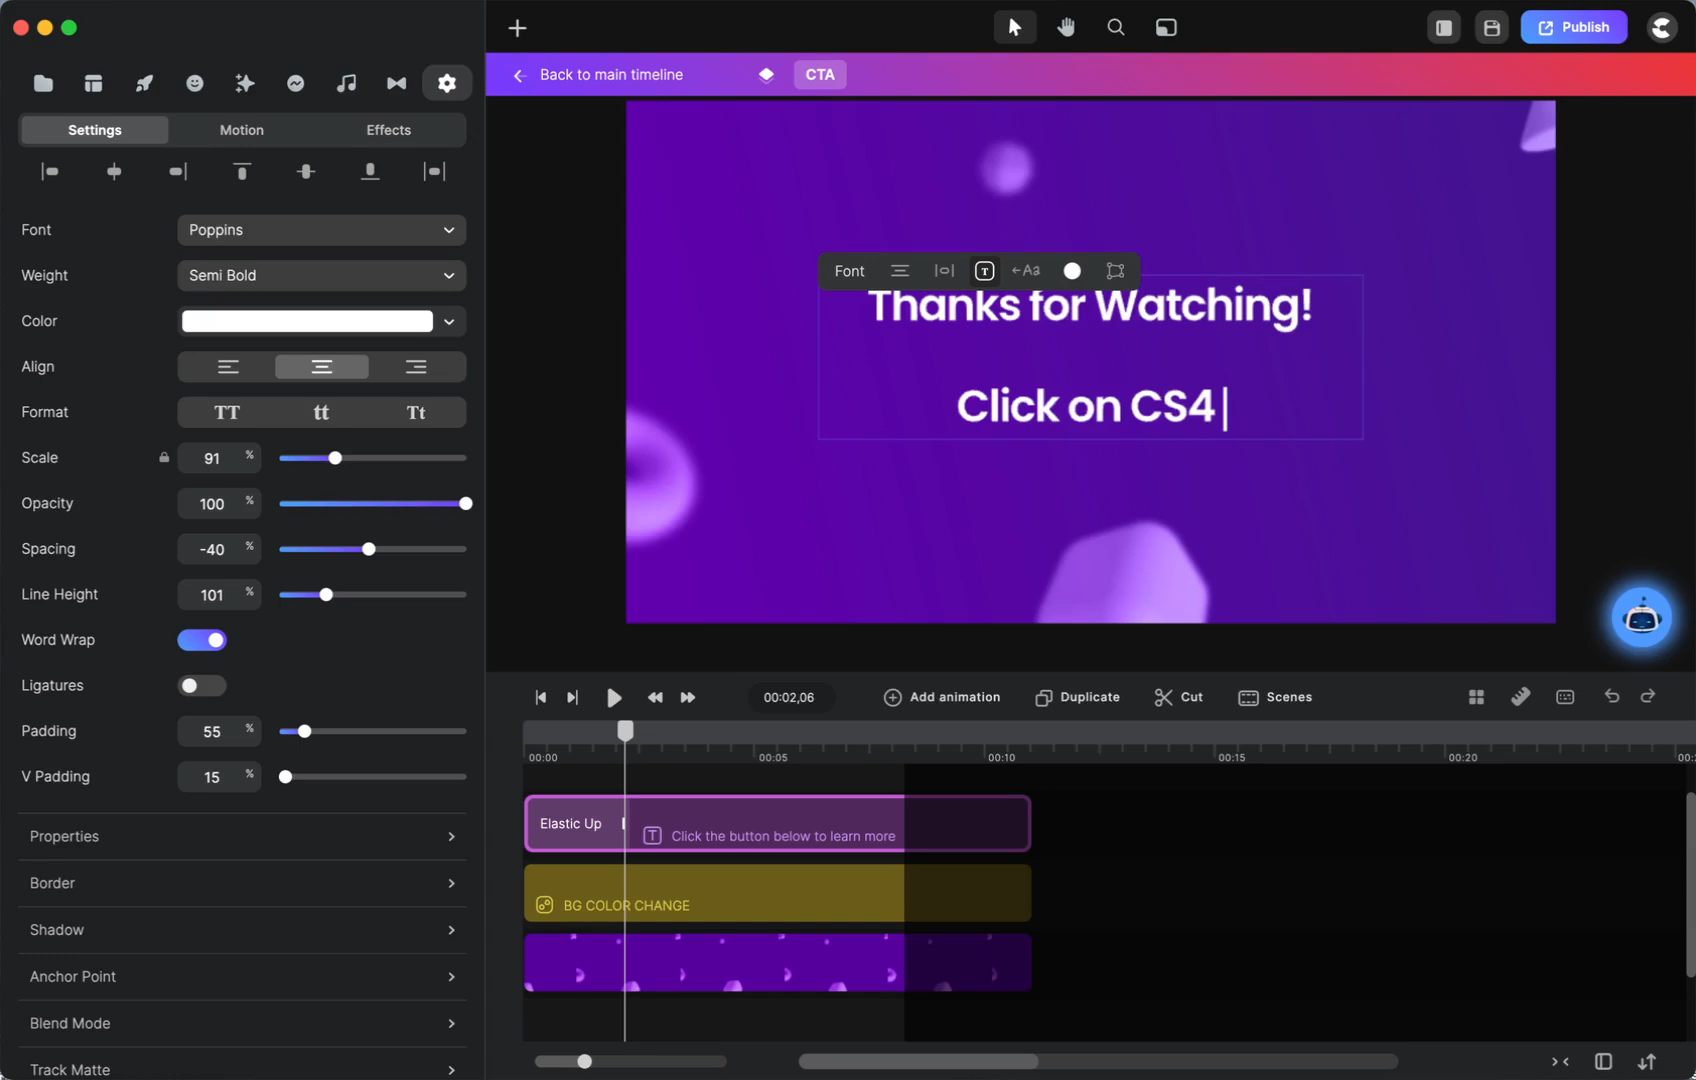 Publish
Back to main timeline
CTA
Settings Motion Effects
Font Poppins
Weight Semi Bold
Color
Align
Format TT tt Tt
Scale 91 %
Opacity 100 %
Spacing -40 %
Line Height 101 %
Word Wrap
Ligatures
Padding 55 %
V Padding 15 %
Properties
Border
Shadow
Anchor Point
Blend Mode
Track Matte
Font T Aa
Thanks for Watching!
Click on CS4
00:02,06 Add animation Duplicate Cut Scenes
00:00 00:05 00:10 00:15 00:20 00:
Elastic Up T Click the button below to learn more
BG COLOR CHANGE